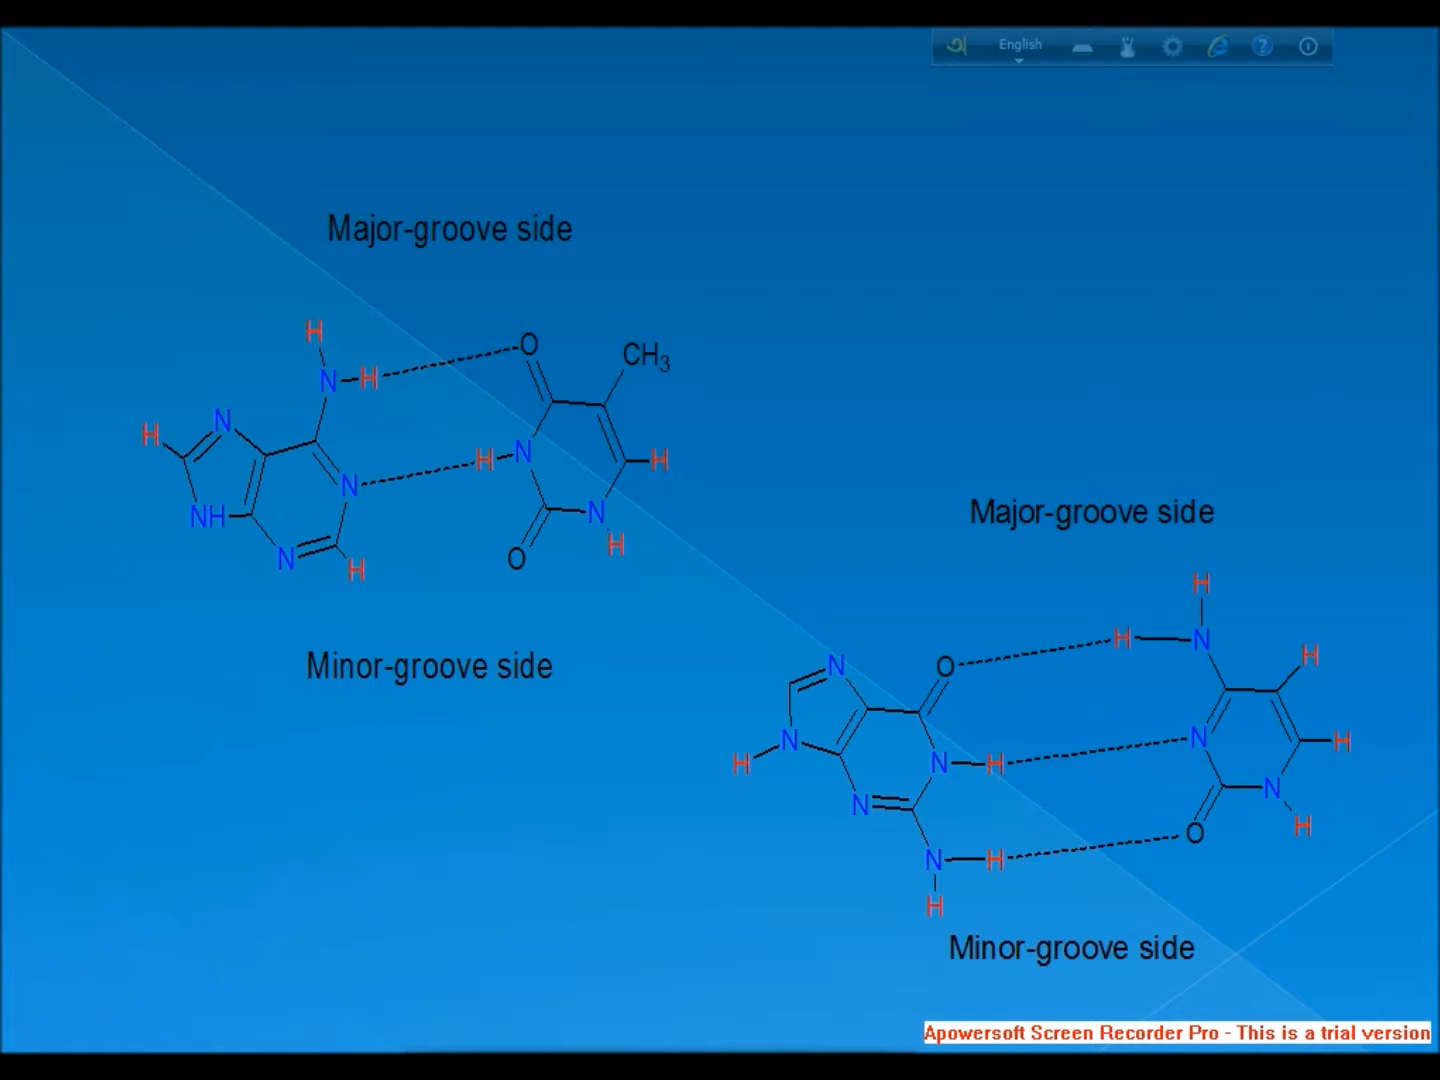 English
Major-groove side
H
O
CH3
N H
N
H
H N
H
N
NH
N
O
H
H
Minor-groove side
Major-groove side
H
H N
O
H
N
N
N
H
N H
H
N
N
O
H
N H
H
Minor-groove side
Apowersoft Screen Recorder Pro - This is a trial version